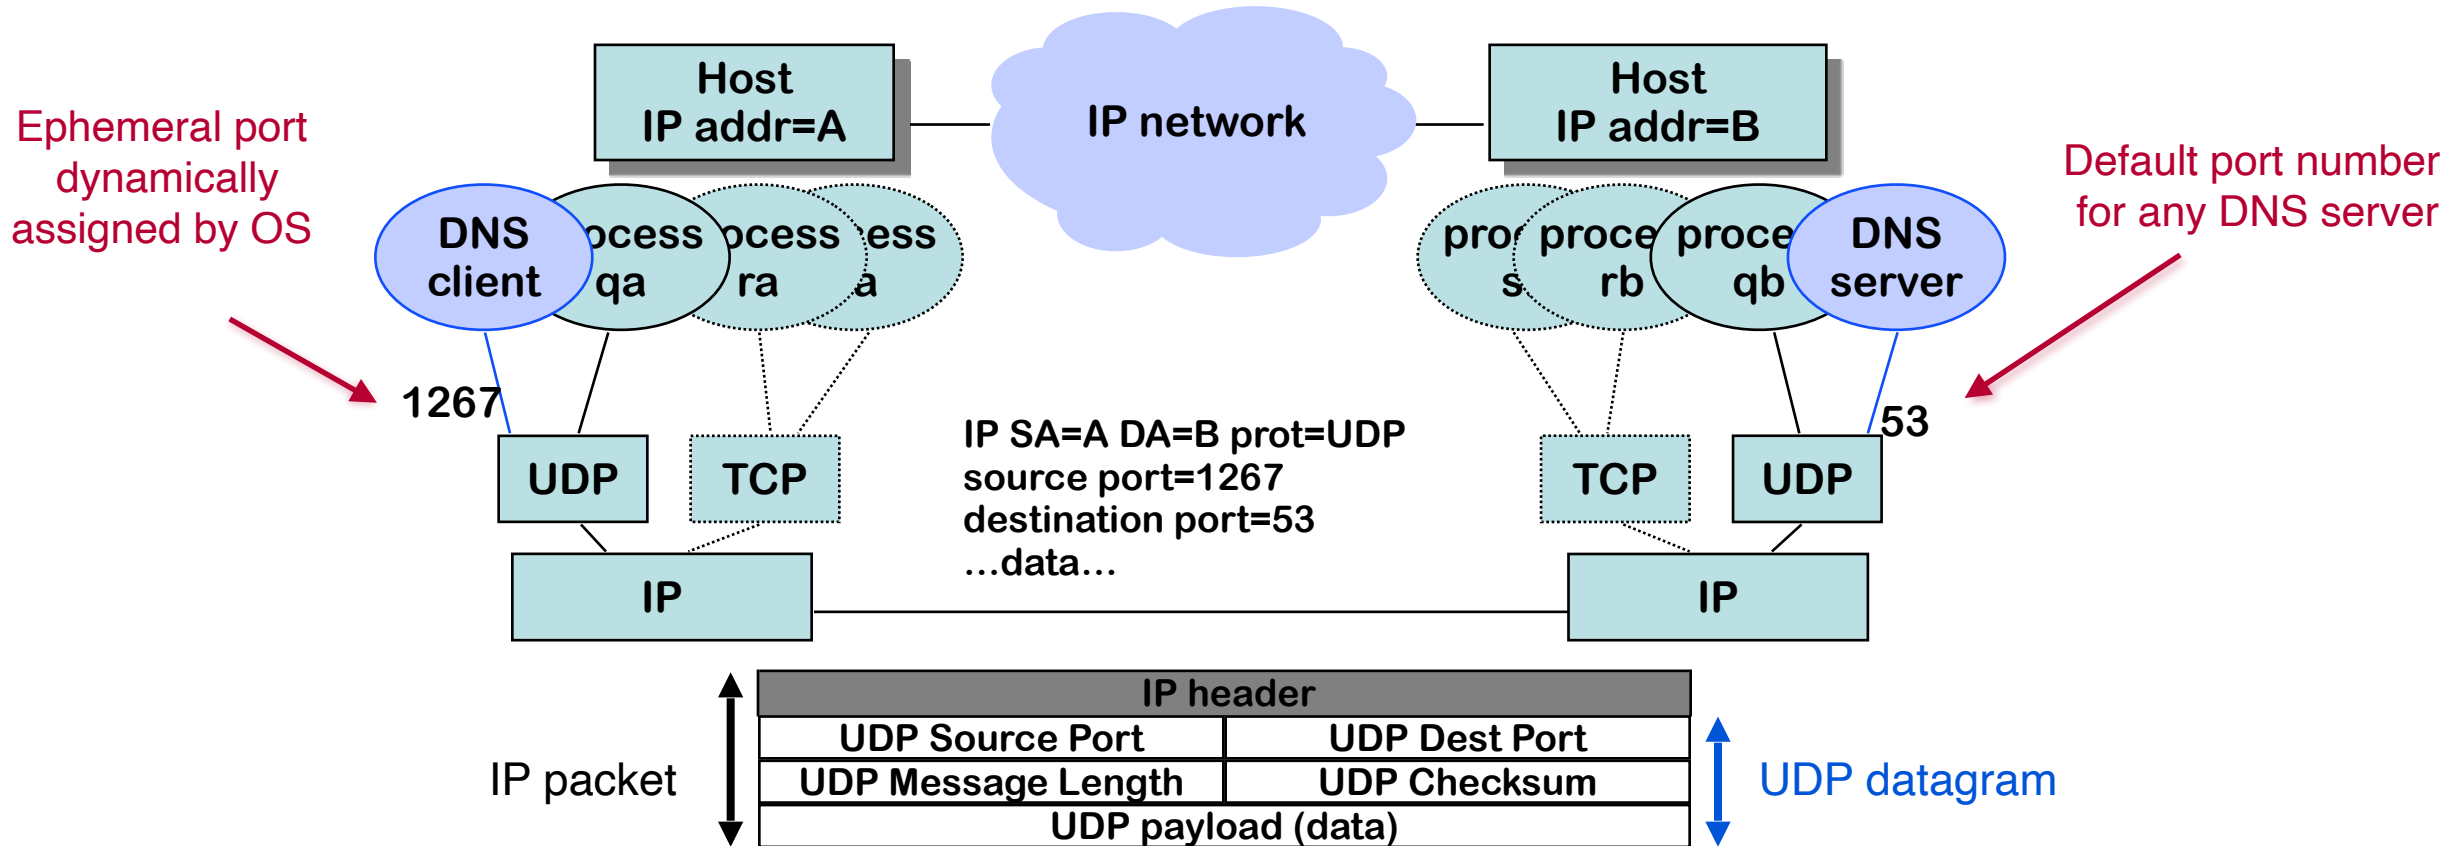 Host
IP addr=A
IP network
Host
IP addr=B
Ephemeral port
dynamically
assigned by OS
Default port number
for any DNS server
DNS
client
ocess
qa
ocess
ra
ess
a
proce
rb
proce
qb
DNS
server
1267
53
UDP
TCP
IP SA=A DA=B prot=UDP
source port=1267
destination port=53
...data...
TCP
UDP
IP
IP
IP header
UDP Source Port
UDP Dest Port
IP packet
UDP Message Length
UDP Checksum
UDP datagram
UDP payload (data)